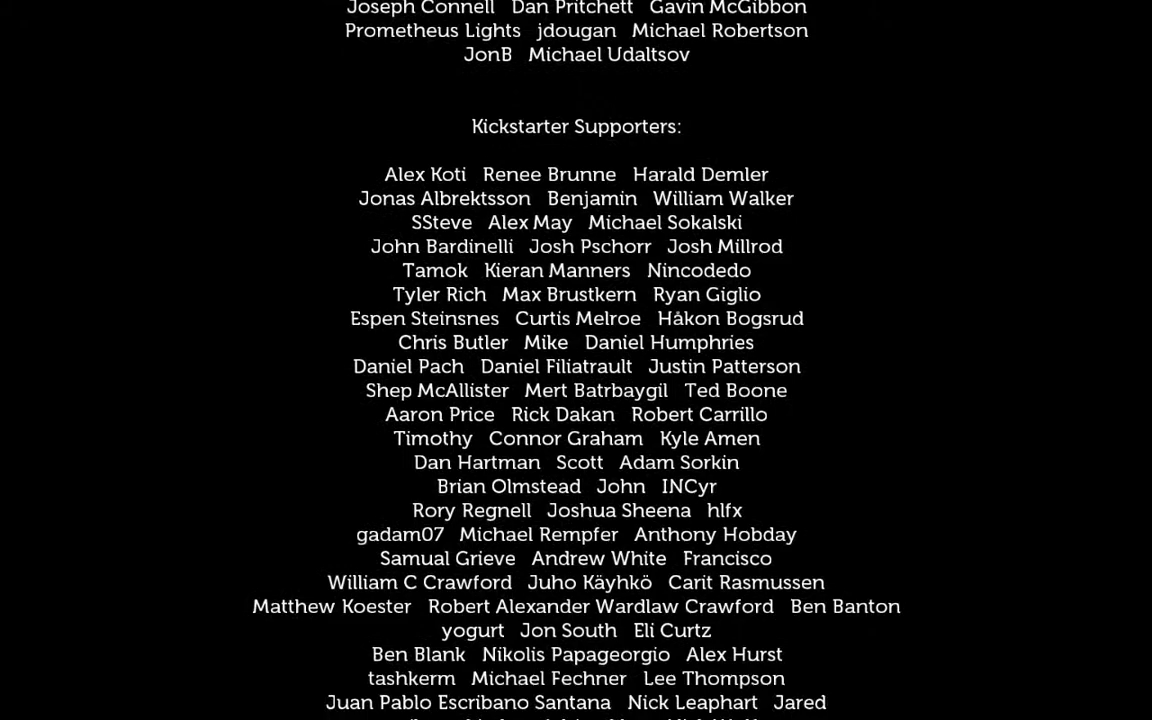 Joseph Connell Dan Pritchett Gavin McGibbon
Prometheus Lights jdougan Michael Robertson
JonB Michael Udaltsov
Kickstarter Supporters:
Alex Koti Renee Brunne Harald Demler
Jonas Albrektsson Benjamin William Walker
SSteve Alex May Michael Sokalski
John Bardinelli Josh Pschorr Josh Millrod
Tamok Kieran Manners Nincodedo
Tyler Rich Max Brustkern Ryan Giglio
Espen Steinsnes Curtis Melroe Håkon Bogsrud
Chris Butler Mike Daniel Humphries
Daniel Pach Daniel Filiatrault Justin Patterson
Shep McAllister Mert Batrbaygil Ted Boone
Aaron Price Rick Dakan Robert Carrillo
Timothy Connor Graham Kyle Amen
Dan Hartman Scott Adam Sorkin
Brian Olmstead John INCyr
Rory Regnell Joshua Sheena hlfx
gadam07 Michael Rempfer Anthony Hobday
Samual Grieve Andrew White Francisco
William C Crawford Juho Käyhkö Carit Rasmussen
Matthew Koester Robert Alexander Wardlaw Crawford Ben Banton
yogurt Jon South Eli Curtz
Ben Blank Nikolis Papageorgio Alex Hurst
tashkerm Michael Fechner Lee Thompson
Juan Pablo Escribano Santana Nick Leaphart Jared